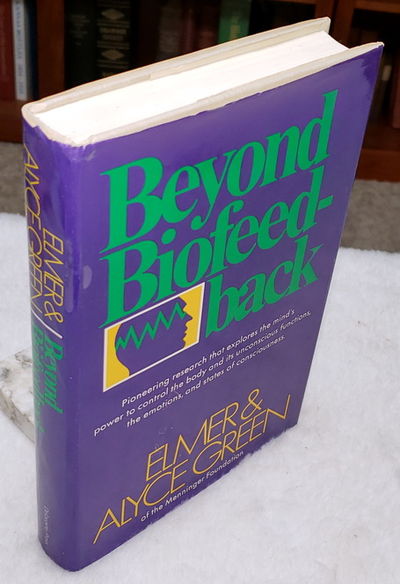 Beyond
Biofeed-
back
Pioneering research that explores the mind's
power to control the body and its unconscious functions,
the emotions, and states of consciousness.
ELMER &
ALYCE GREEN
of the Menninger Foundation
ELMER &
ALYCE GREEN
Beyond
Biofeedback